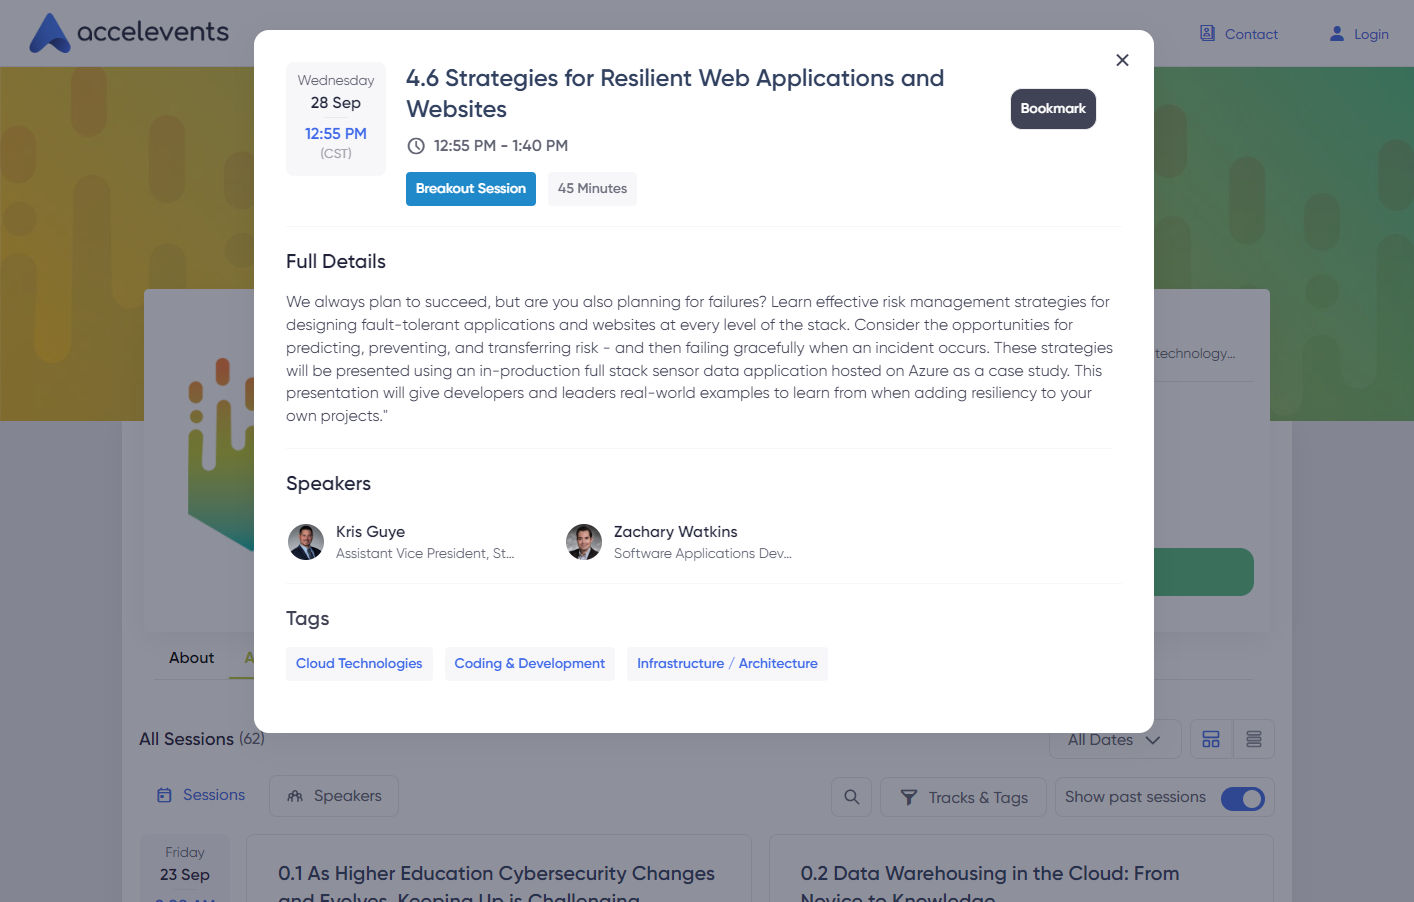 accelevents
Contact
Login
Wednesday
28 Sep
12:55 PM
(CST)
4.6 Strategies for Resilient Web Applications and
Websites
12:55 PM - 1:40 PM
Breakout Session
45 Minutes
Bookmark
Full Details
We always plan to succeed, but are you also planning for failures? Learn effective risk management strategies for
designing fault-tolerant applications and websites at every level of the stack. Consider the opportunities for
predicting, preventing, and transferring risk - and then failing gracefully when an incident occurs. These strategies
will be presented using an in-production full stack sensor data application hosted on Azure as a case study. This
presentation will give developers and leaders real-world examples to learn from when adding resiliency to your
own projects."
technology...
Speakers
Kris Guye
Assistant Vice President, St...
Zachary Watkins
Software Applications Dev...
Tags
Cloud Technologies
Coding & Development
Infrastructure / Architecture
About
All Sessions (62)
All Dates
Sessions
Speakers
Tracks & Tags
Show past sessions
Friday
23 Sep
0.1 As Higher Education Cybersecurity Changes
and Evolves, Keeping Up is Challenging
0.2 Data Warehousing in the Cloud: From
Novice to Knowledge